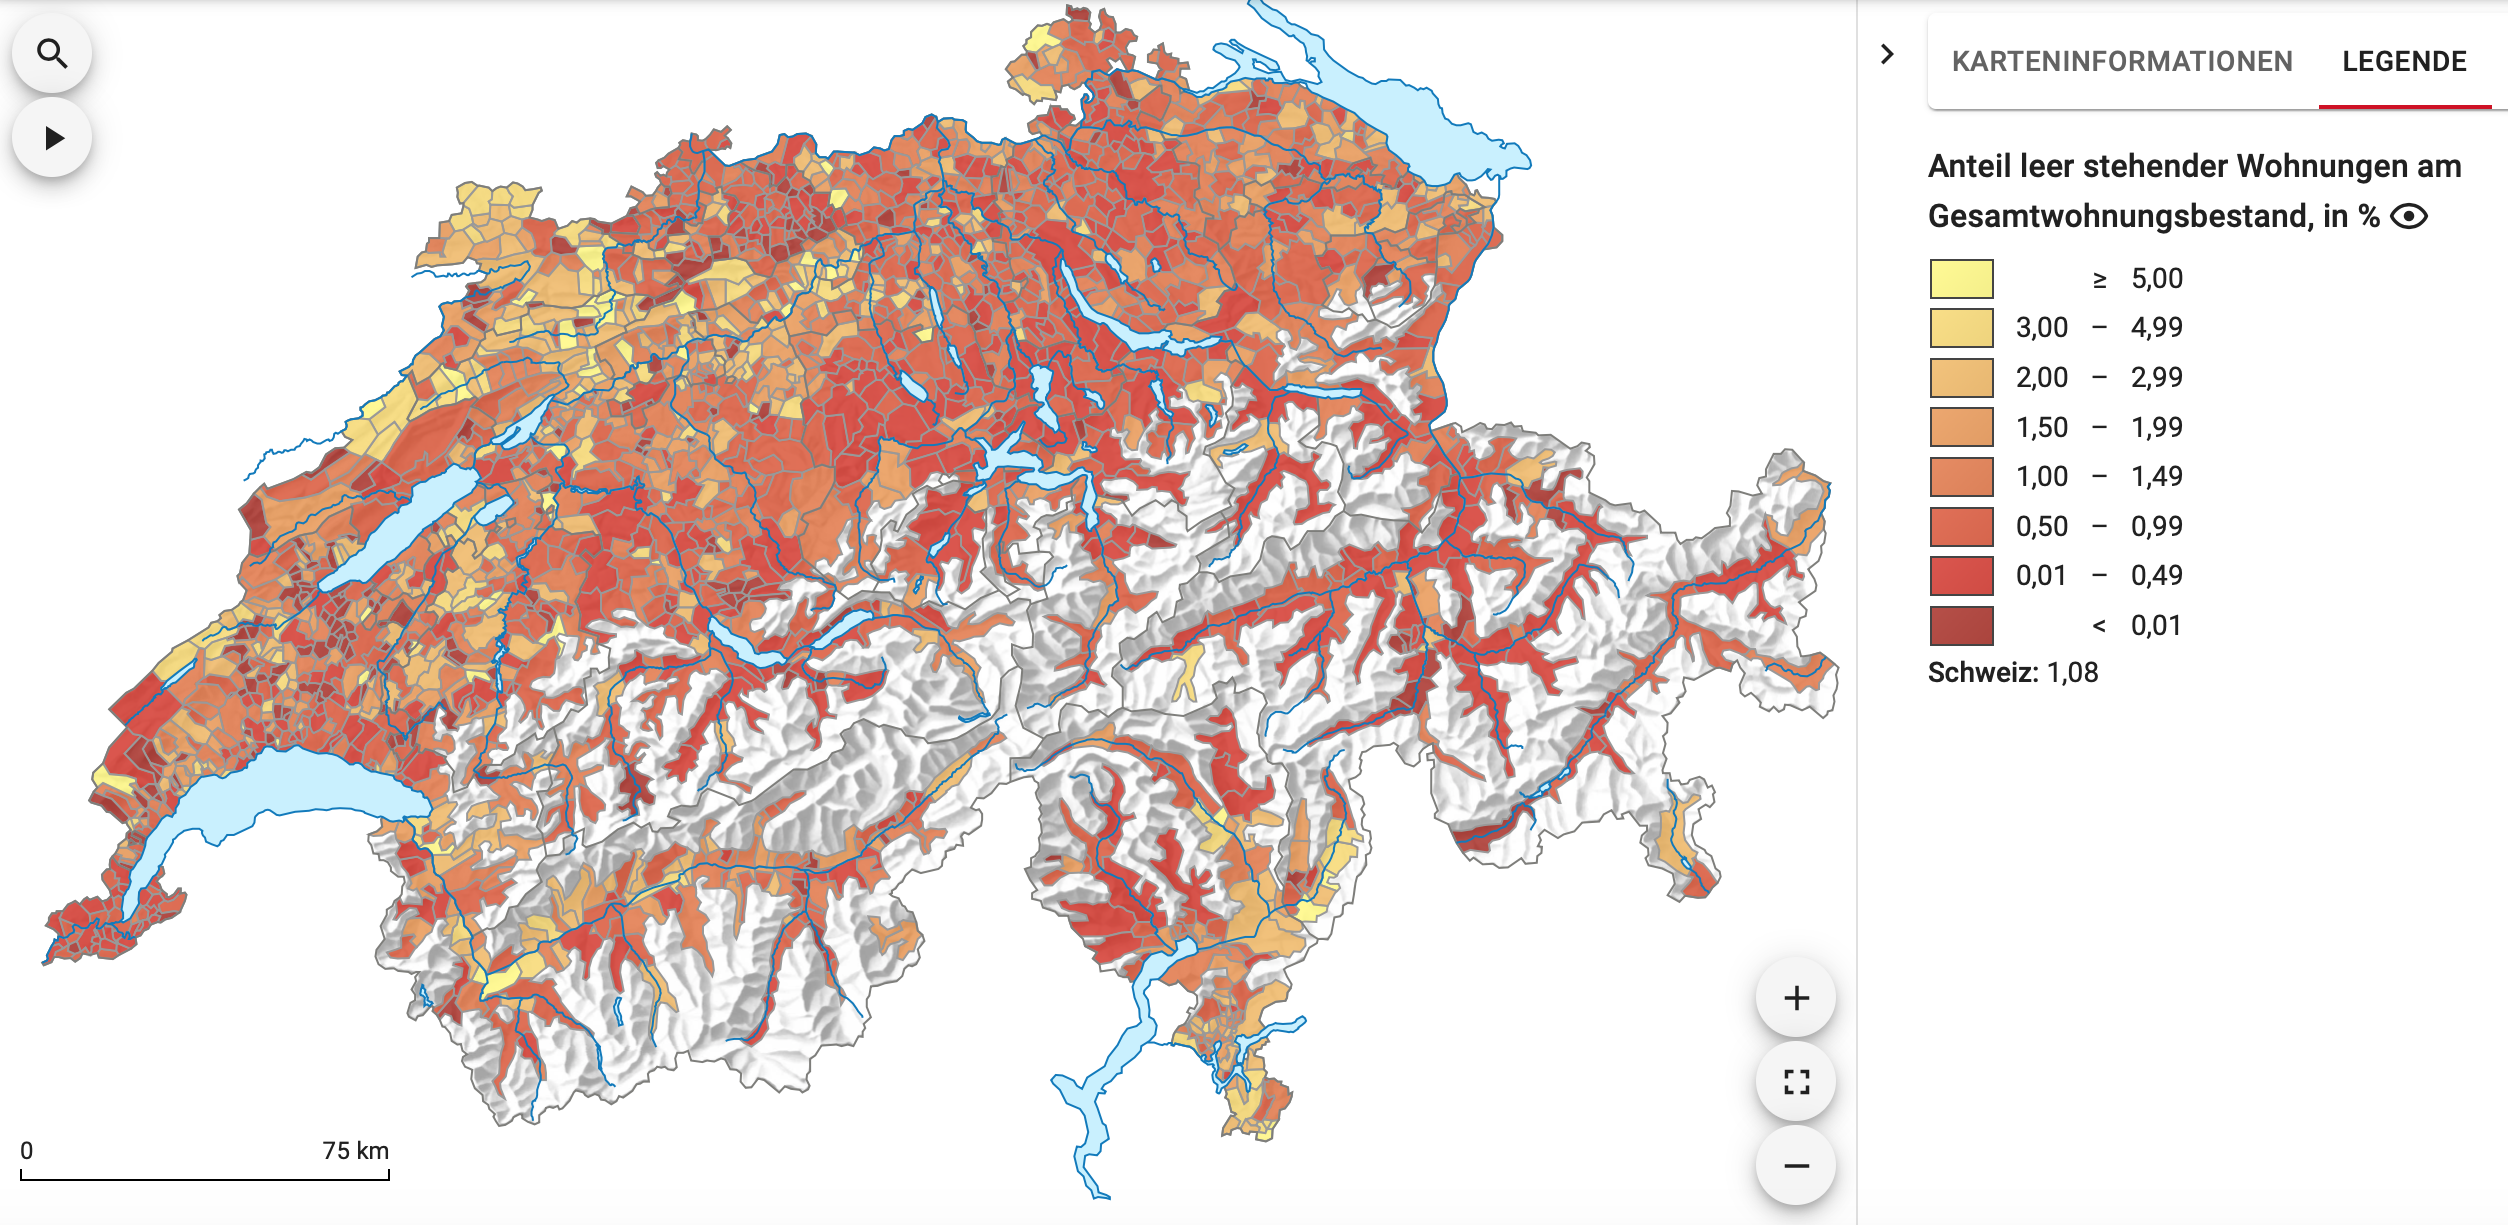 KARTENINFORMATIONEN
LEGENDE
Anteil leer stehender Wohnungen am
Gesamtwohnungsbestand, in %
≥ 5,00
3,00 – 4,99
2,00 – 2,99
1,50 – 1,99
1,00 – 1,49
0,50 – 0,99
0,01 – 0,49
< 0,01
Schweiz: 1,08
0 75 km